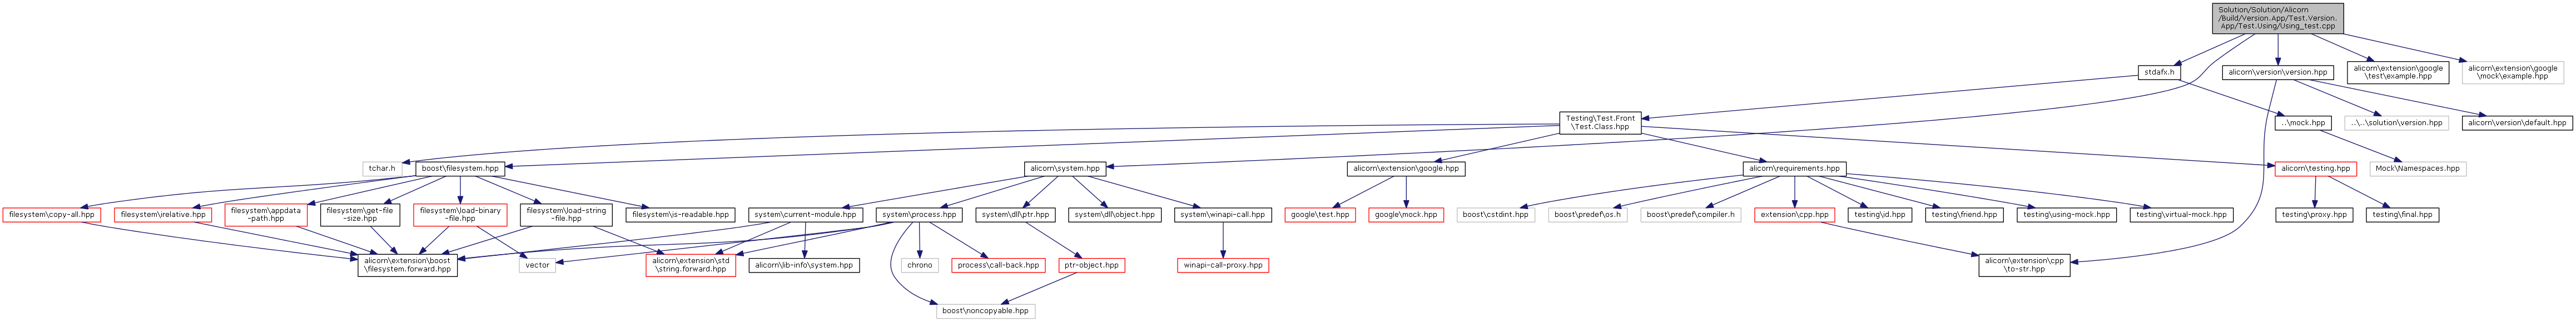 Solution/Solution/Alicorn
/Build/Version.App/Test.Version.
App/Test.Using/Using_test.cpp
stdafx.h
alicorn\version\version.hpp
alicorn\extension\google
\test\example.hpp
alicorn\extension\google
\mock\example.hpp
Testing\Test.Front
\Test.Class.hpp
..\mock.hpp
..\..\solution\version.hpp
alicorn\version\default.hpp
tchar.h
boost\filesystem.hpp
alicorn\system.hpp
alicorn\extension\google.hpp
alicorn\requirements.hpp
alicorn\testing.hpp
Mock\Namespaces.hpp
filesystem\copy-all.hpp
filesystem\irelative.hpp
filesystem\appdata
-path.hpp
filesystem\get-file
-size.hpp
filesystem\load-binary
-file.hpp
filesystem\load-string
-file.hpp
filesystem\is-readable.hpp
system\current-module.hpp
system\process.hpp
system\dll\ptr.hpp
system\dll\object.hpp
system\winapi-call.hpp
google\test.hpp
google\mock.hpp
boost\cstdint.hpp
boost\predef\os.h
boost\predef\compiler.h
extension\cpp.hpp
testing\id.hpp
testing\friend.hpp
testing\using-mock.hpp
testing\virtual-mock.hpp
testing\proxy.hpp
testing\final.hpp
alicorn\extension\boost
\filesystem.forward.hpp
vector
alicorn\extension\std
\string.forward.hpp
alicorn\lib-info\system.hpp
chrono
process\call-back.hpp
ptr-object.hpp
winapi-call-proxy.hpp
alicorn\extension\cpp
\to-str.hpp
boost\noncopyable.hpp